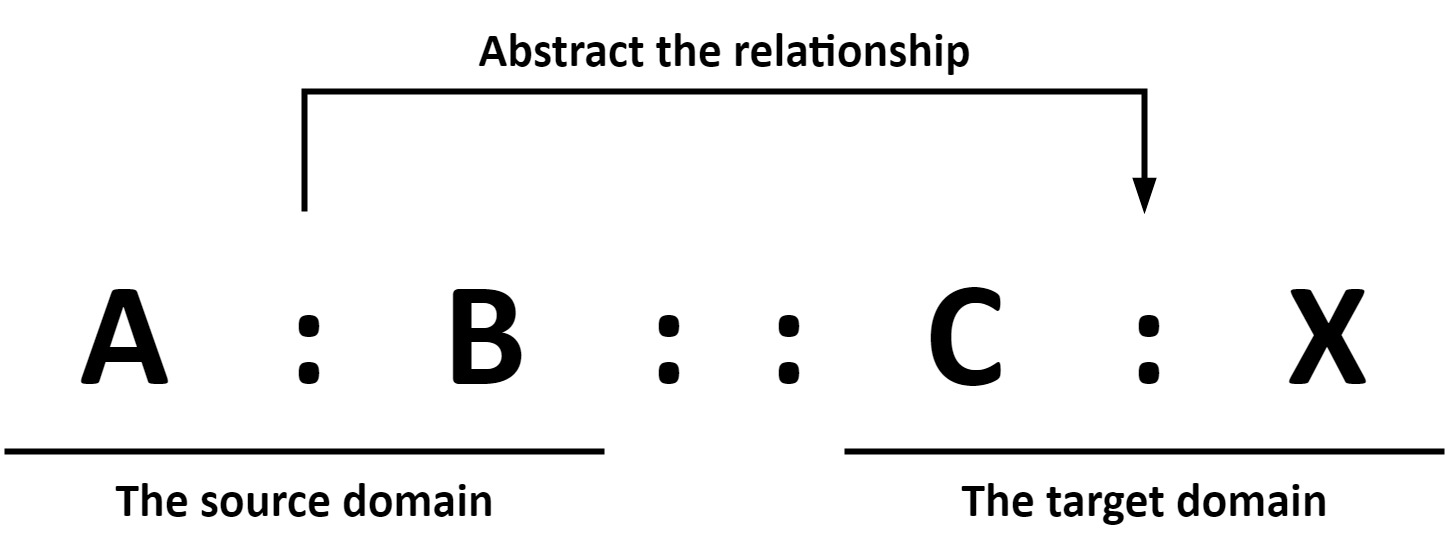 Abstract the relationship
A : B : : C : X
The source domain The target domain